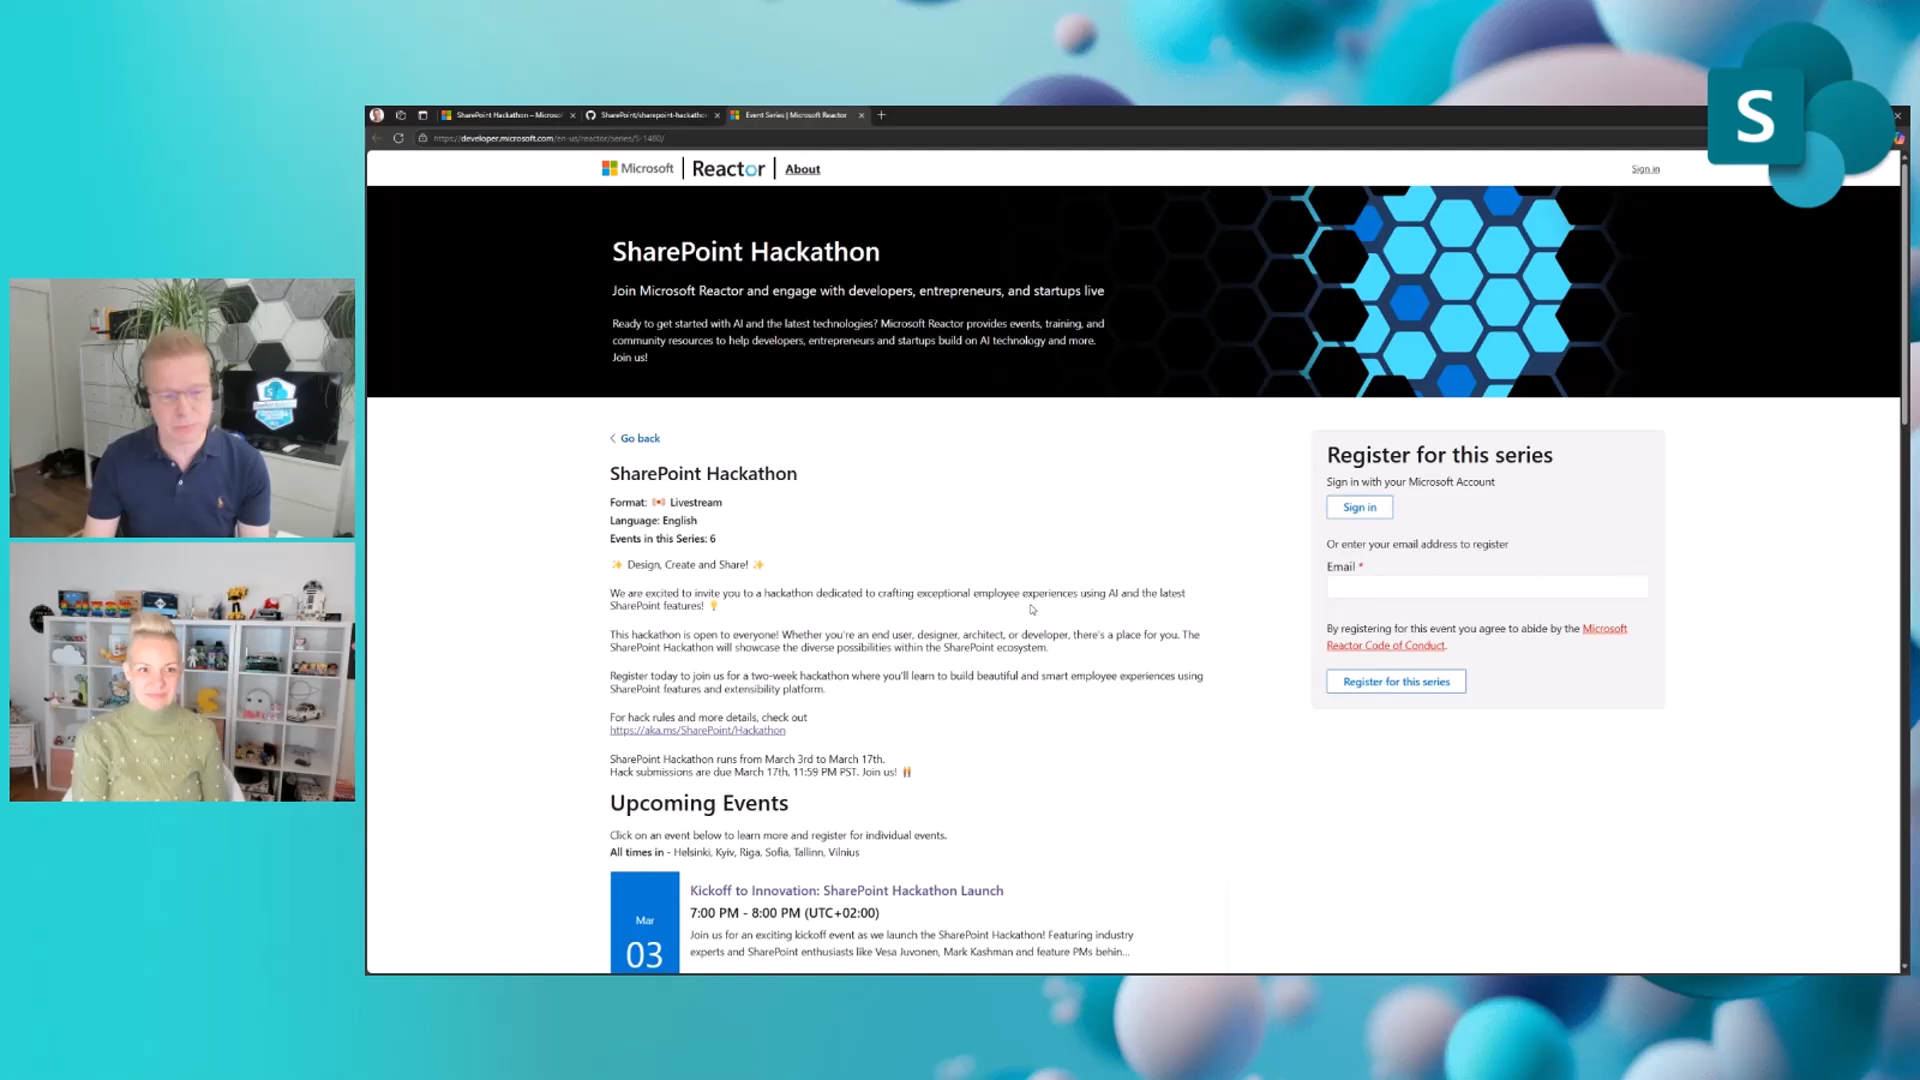 SharePoint Hackathon – Microso
SharePoint/sharepoint-hackathon
Event Series | Microsoft Reactor
https://developer.microsoft.com/en-us/reactor/series/S-1480/
S
Microsoft
Reactor
About
Sign in
SharePoint Hackathon
Join Microsoft Reactor and engage with developers, entrepreneurs, and startups live
Ready to get started with AI and the latest technologies? Microsoft Reactor provides events, training, and
community resources to help developers, entrepreneurs and startups build on AI technology and more.
Join us!
Go back
SharePoint Hackathon
Format: Livestream
Language: English
Events in this Series: 6
✨ Design, Create and Share! ✨
We are excited to invite you to a hackathon dedicated to crafting exceptional employee experiences using AI and the latest
SharePoint features! 💡
This hackathon is open to everyone! Whether you're an end user, designer, architect, or developer, there's a place for you. The
SharePoint Hackathon will showcase the diverse possibilities within the SharePoint ecosystem.
Register today to join us for a two-week hackathon where you'll learn to build beautiful and smart employee experiences using
SharePoint features and extensibility platform.
For hack rules and more details, check out
https://aka.ms/SharePoint/Hackathon
SharePoint Hackathon runs from March 3rd to March 17th.
Hack submissions are due March 17th, 11:59 PM PST. Join us!
Register for this series
Sign in with your Microsoft Account
Sign in
Or enter your email address to register
Email *
By registering for this event you agree to abide by the Microsoft
Reactor Code of Conduct.
Register for this series
Upcoming Events
Click on an event below to learn more and register for individual events.
All times in - Helsinki, Kyiv, Riga, Sofia, Tallinn, Vilnius
Mar
03
Kickoff to Innovation: SharePoint Hackathon Launch
7:00 PM - 8:00 PM (UTC+02:00)
Join us for an exciting kickoff event as we launch the SharePoint Hackathon! Featuring industry
experts and SharePoint enthusiasts like Vesa Juvonen, Mark Kashman and feature PMs behin...